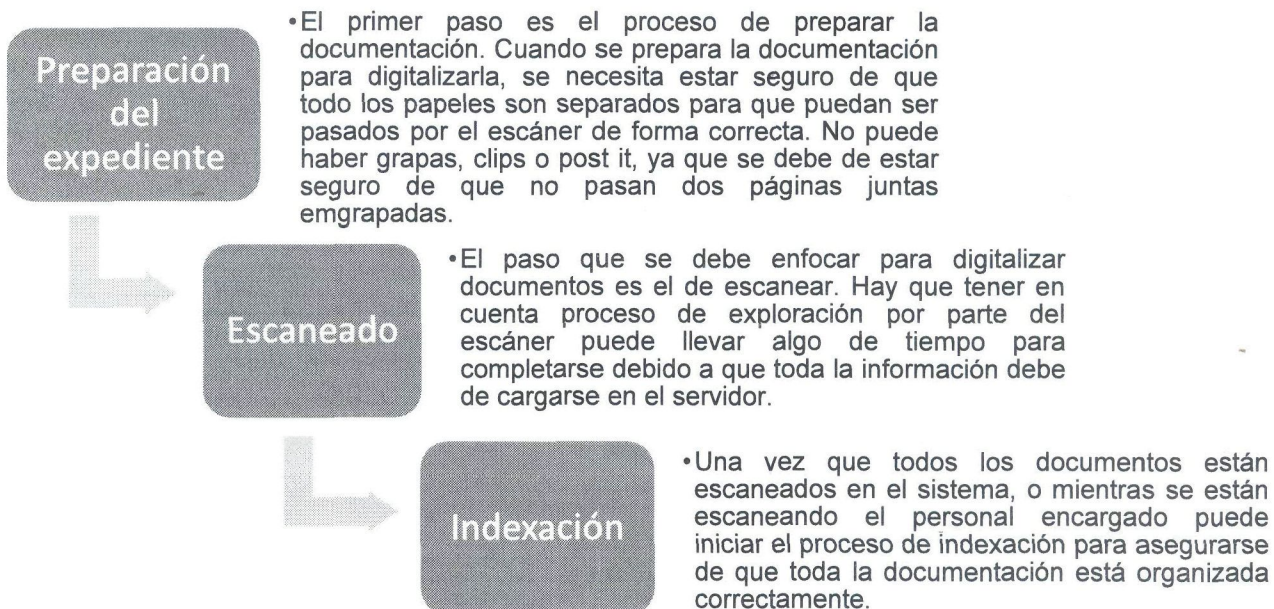 Preparación
del
expediente
•El primer paso es el proceso de preparar la
documentación. Cuando se prepara la documentación
para digitalizarla, se necesita estar seguro de que
todo los papeles son separados para que puedan ser
pasados por el escáner de forma correcta. No puede
haber grapas, clips o post it, ya que se debe de estar
seguro de que no pasan dos páginas juntas
emgrapadas.
Escaneado
•El paso que se debe enfocar para digitalizar
documentos es el de escanear. Hay que tener en
cuenta proceso de exploración por parte del
escáner puede llevar algo de tiempo para
completarse debido a que toda la información debe
de cargarse en el servidor.
Indexación
•Una vez que todos los documentos están
escaneados en el sistema, o mientras se están
escaneando el personal encargado puede
iniciar el proceso de indexación para asegurarse
de que toda la documentación está organizada
correctamente.